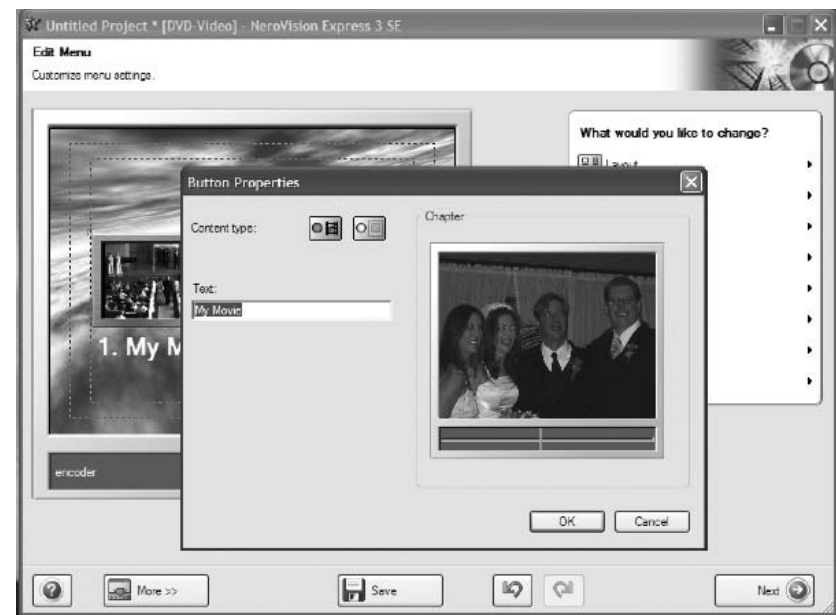 Untitled Project * [DVD-Video] - NeroVision Express 3 SE
Edit Menu
Customize menu settings.
What would you like to change?
Layout
Button Properties
Content type:
Chapter
Text:
My Movie
1. My M
encoder
OK
Cancel
More >>
Save
Next